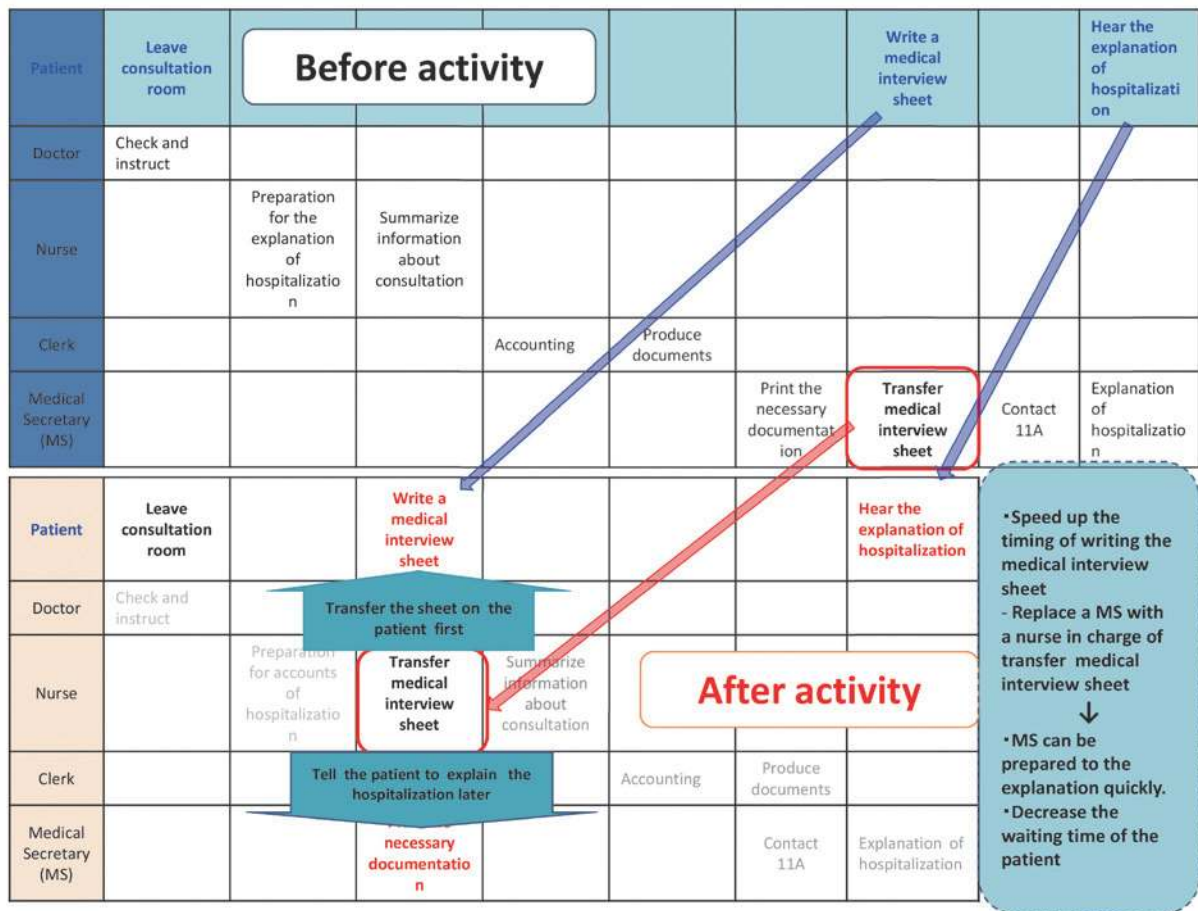 Patient
Leave
consultation
room
Before activity
Write a
medical
interview
sheet
Hear the
explanation
of
hospitalizati
on
Doctor
Check and
instruct
Nurse
Preparation
for the
explanation
of
hospitalizatio
n
Summarize
information
about
consultation
Clerk
Accounting
Produce
documents
Medical
Secretary
(MS)
Print the
necessary
documentat
ion
Transfer
medical
interview
sheet
Contact
11A
Explanation
of
hospitalizatio
n
Patient
Leave
consultation
room
Write a
medical
interview
sheet
Hear the
explanation of
hospitalization
Doctor
Check and
instruct
Transfer the sheet on the
patient first
Nurse
Preparation
for accounts
of
hospitalizati
n
Transfer
medical
interview
sheet
Summarize
information
about
consultation
After activity
Clerk
Tell the patient to explain the
hospitalization later
Accounting
Produce
documents
Medical
Secretary
(MS)
necessary
documentatio
n
Contact
11A
Explanation of
hospitalization
・Speed up the
timing of writing the
medical interview
sheet
- Replace a MS with
a nurse in charge of
transfer medical
interview sheet
↓
・MS can be
prepared to the
explanation quickly.
・Decrease the
waiting time of the
patient